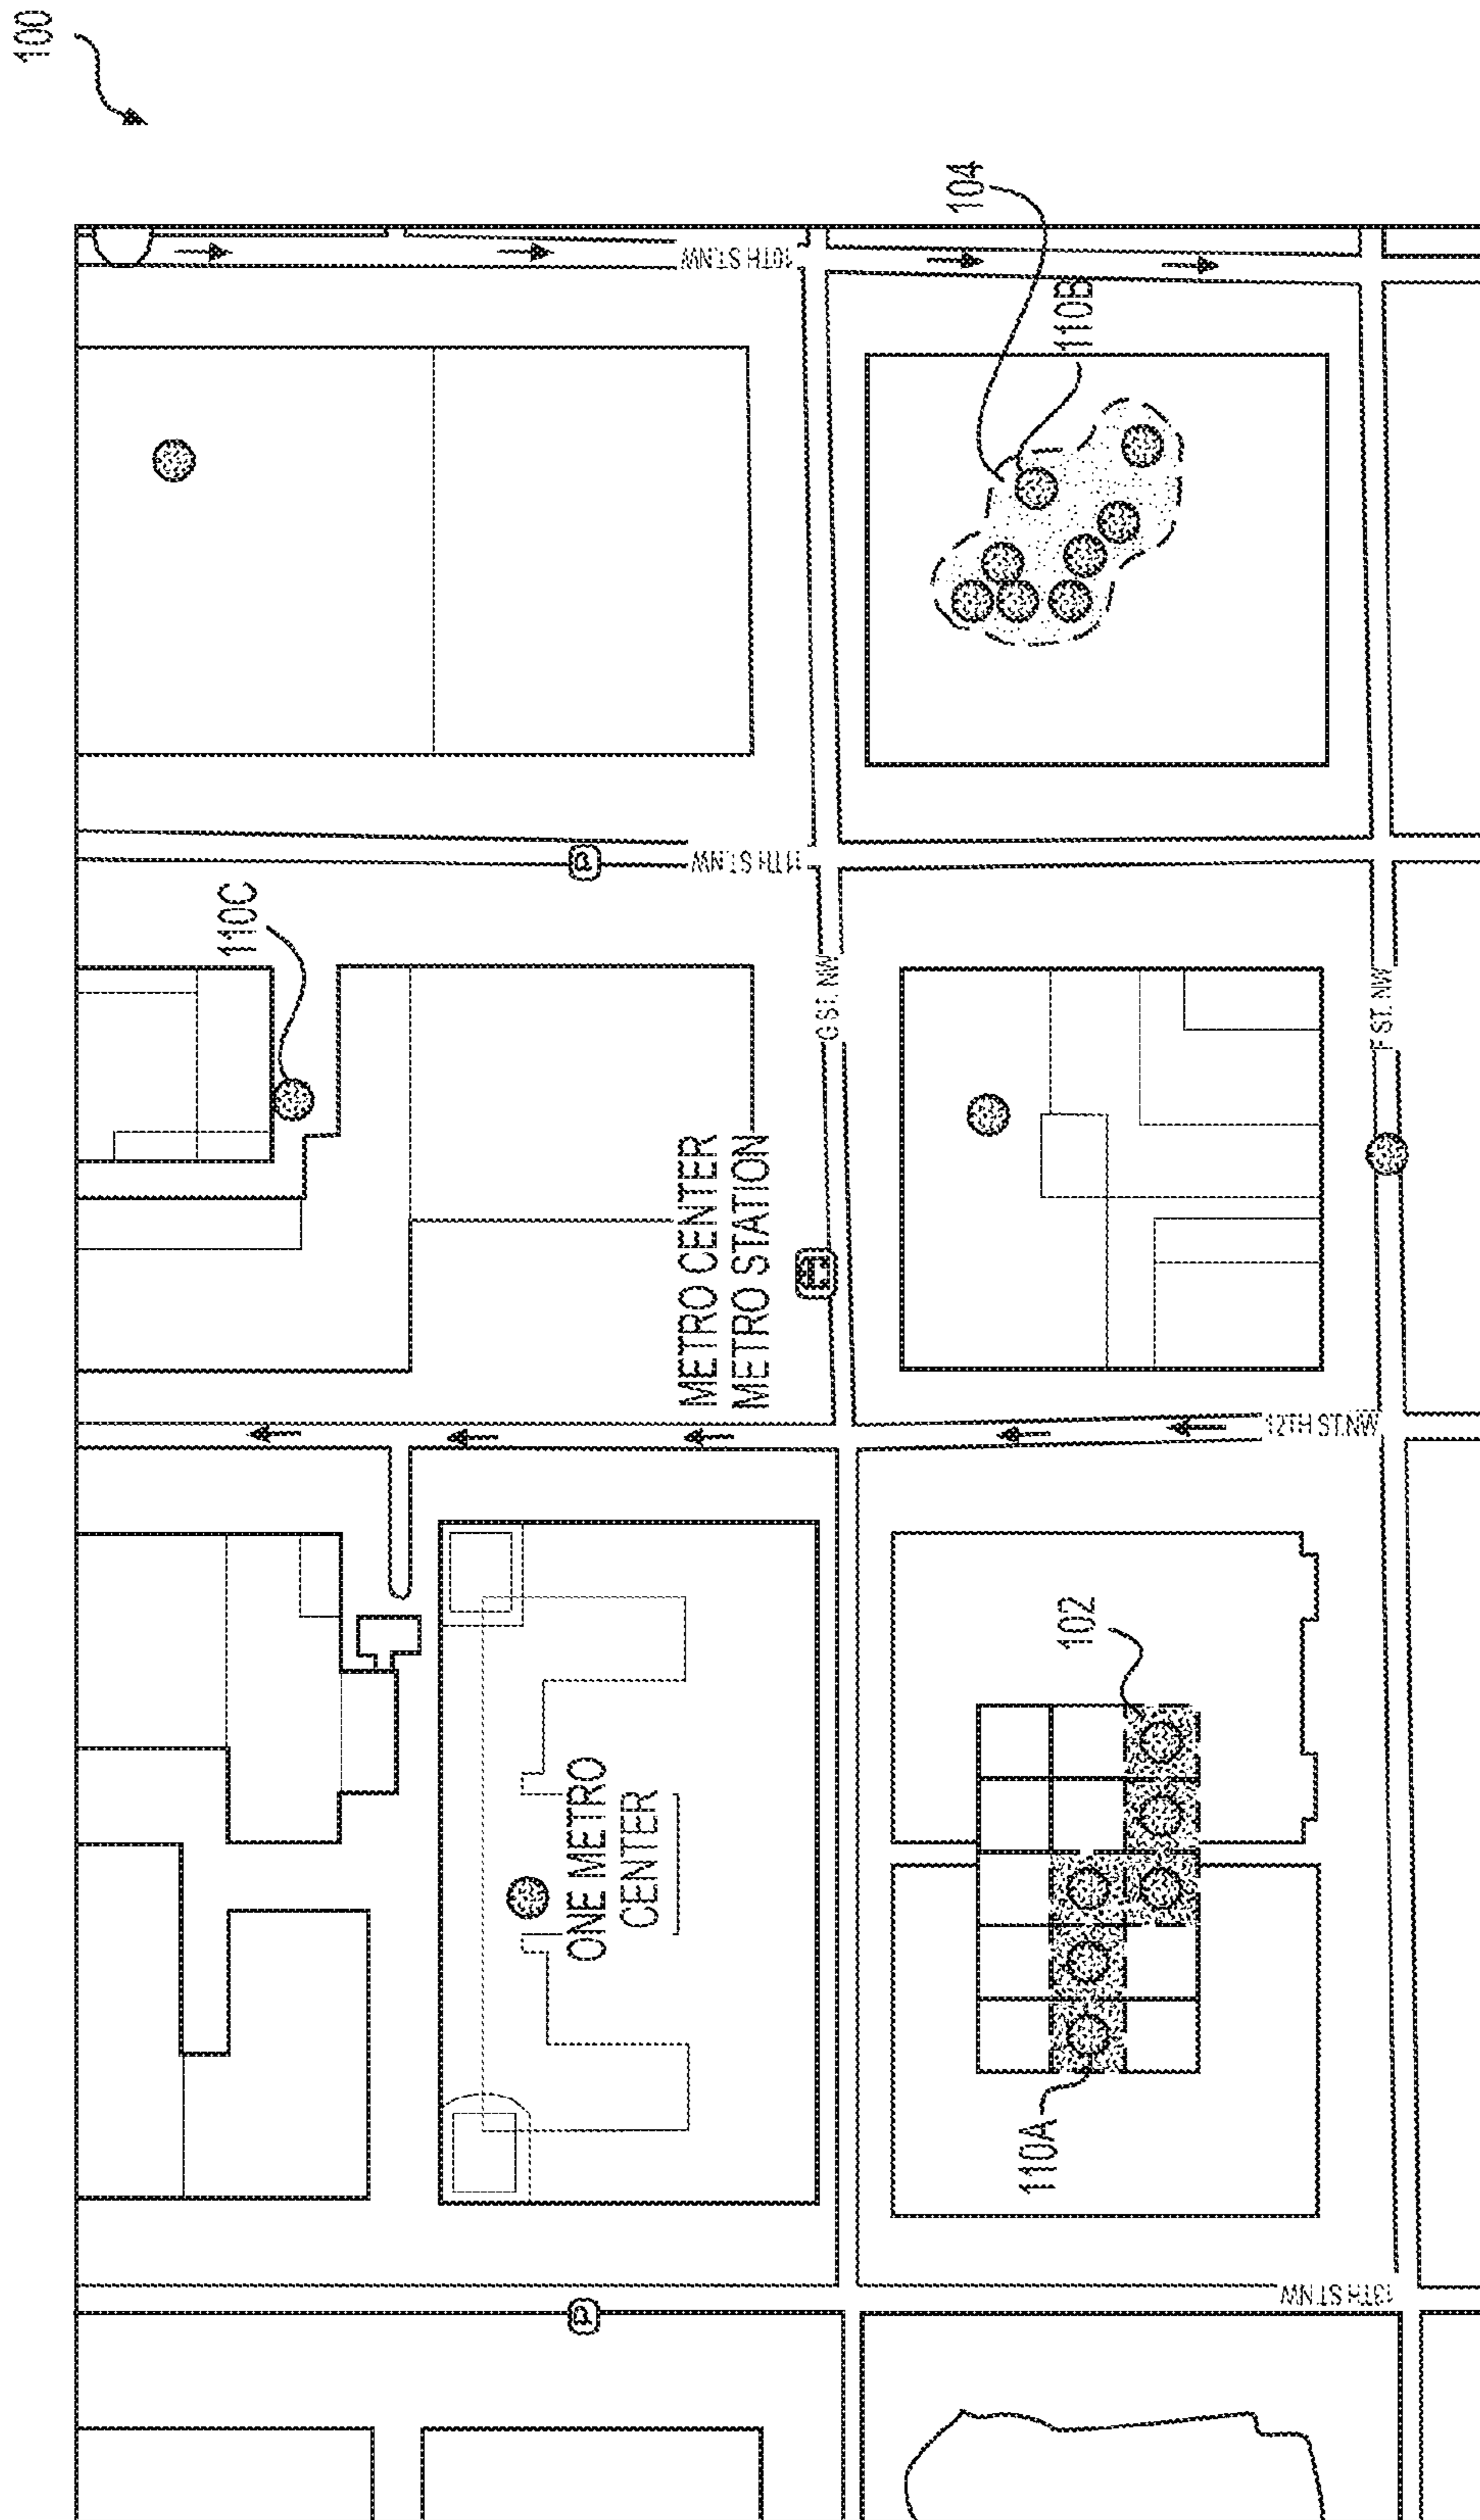 100
104
110B
10TH ST. NW
11TH ST. NW
110C
G ST. NW
F ST. NW
METRO CENTER
METRO STATION
12TH ST. NW
102
ONE METRO
CENTER
110A
13TH ST. NW